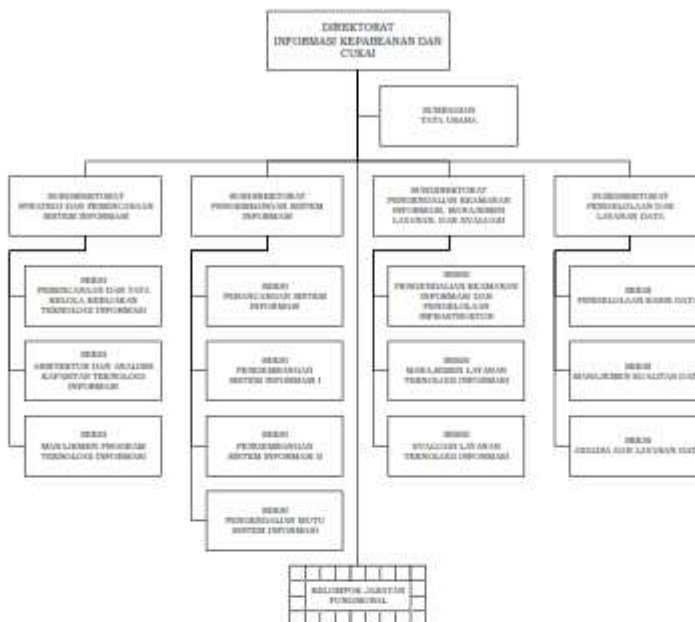 DIREKTORAT
INFORMASI KEPABEANAN DAN
CUKAI
SUBBAGIAN
TATA USAHA
SUBDIREKTORAT
STRATEGI DAN PERENCANAAN
SISTEM INFORMASI
SUBDIREKTORAT
PENGEMBANGAN SISTEM
INFORMASI
SUBDIREKTORAT
PENGENDALIAN KEAMANAN
INFORMASI, MANAJEMEN
LAYANAN, DAN EVALUASI
SUBDIREKTORAT
PENGELOLAAN DAN
LAYANAN DATA
SEKSI
PERENCANAAN DAN TATA
KELOLA KEBIJAKAN
TEKNOLOGI INFORMASI
SEKSI
PERANCANGAN SISTEM
INFORMASI
SEKSI
PENGENDALIAN KEAMANAN
INFORMASI DAN
PENGELOLAAN
INFRASTRUKTUR
SEKSI
PENGELOLAAN BASIS DATA
SEKSI
ARSITEKTUR DAN ANALISIS
KAPASITAS TEKNOLOGI
INFORMASI
SEKSI
PENGEMBANGAN
SISTEM INFORMASI I
SEKSI
MANAJEMEN LAYANAN
TEKNOLOGI INFORMASI
SEKSI
MANAJEMEN KUALITAS DATA
SEKSI
MANAJEMEN PROGRAM
TEKNOLOGI INFORMASI
SEKSI
PENGEMBANGAN
SISTEM INFORMASI II
SEKSI
EVALUASI LAYANAN
TEKNOLOGI INFORMASI
SEKSI
ANALISA DAN LAYANAN DATA
SEKSI
PENGENDALIAN MUTU
SISTEM INFORMASI
KELOMPOK JABATAN
FUNGSIONAL